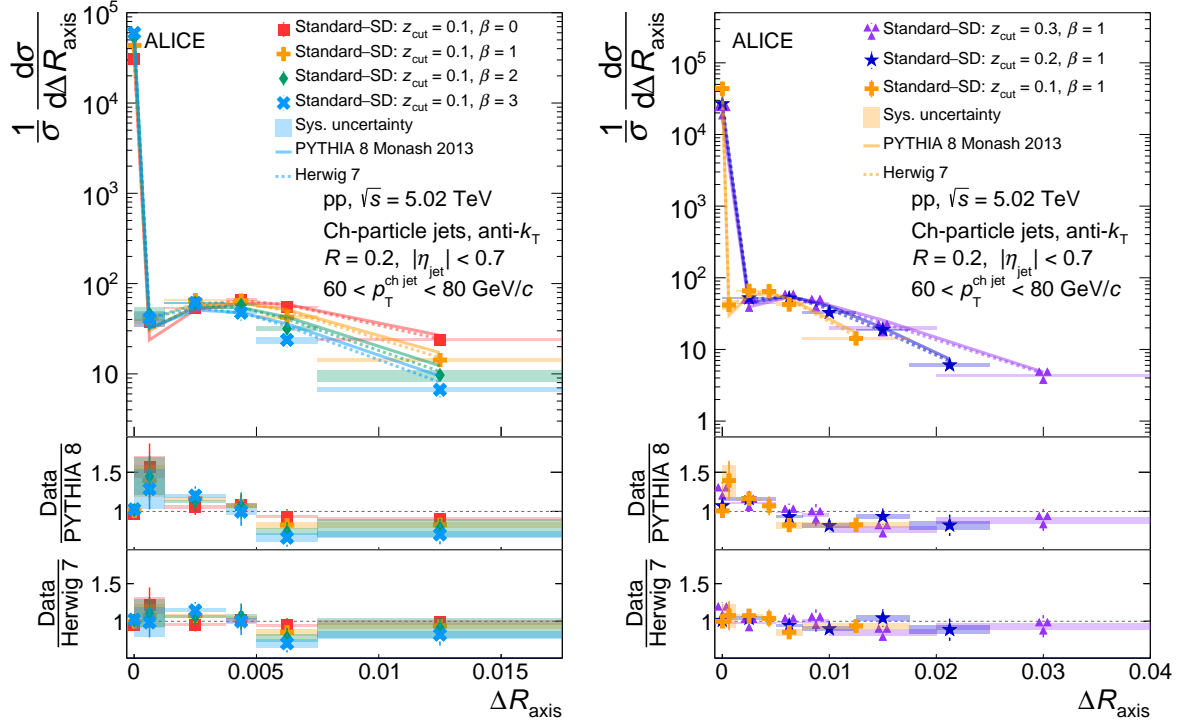 ALICE
Standard–SD: z_cut = 0.1, β = 0
Standard–SD: z_cut = 0.1, β = 1
Standard–SD: z_cut = 0.1, β = 2
Standard–SD: z_cut = 0.1, β = 3
Sys. uncertainty
PYTHIA 8 Monash 2013
Herwig 7
pp, √s = 5.02 TeV
Ch-particle jets, anti-k_T
R = 0.2, |η_jet| < 0.7
60 < p_T^ch jet < 80 GeV/c
1/σ dσ/dΔR_axis
10^5
10^4
10^3
10^2
10
Data
PYTHIA 8
1.5
1
Data
Herwig 7
1.5
1
0 0.005 0.01 0.015
ΔR_axis
ALICE
Standard–SD: z_cut = 0.3, β = 1
Standard–SD: z_cut = 0.2, β = 1
Standard–SD: z_cut = 0.1, β = 1
Sys. uncertainty
PYTHIA 8 Monash 2013
Herwig 7
pp, √s = 5.02 TeV
Ch-particle jets, anti-k_T
R = 0.2, |η_jet| < 0.7
60 < p_T^ch jet < 80 GeV/c
1/σ dσ/dΔR_axis
10^5
10^4
10^3
10^2
10
1
Data
PYTHIA 8
1.5
1
Data
Herwig 7
1.5
1
0 0.01 0.02 0.03 0.04
ΔR_axis